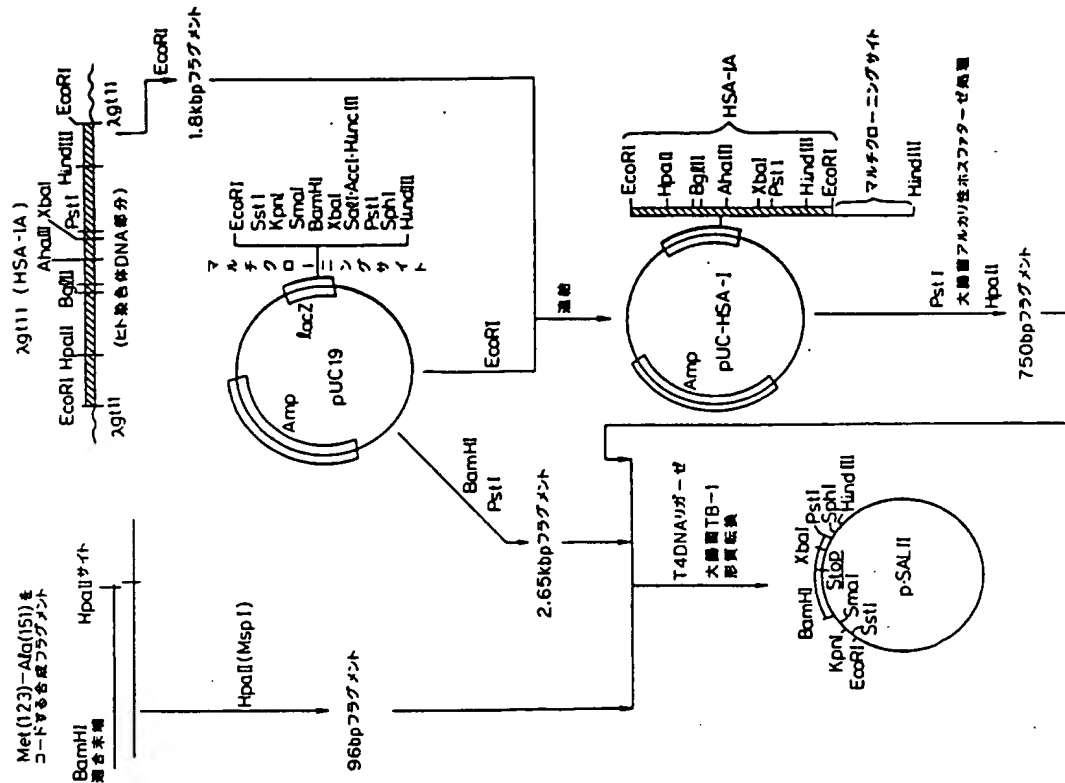 λgt11 (HSA-IA)
EcoRI
HpaII
BglII
AhaIII
XbaI
PstI
HindIII
EcoRI
λgt11
(ヒト染色体DNA部分)
λgt11
EcoRI
1.8kbpフラグメント
Met(123)-Ala(151)を
コードする合成フラグメント
BamHI
適合末端
HpaIIサイト
HpaII(MspI)
96bpフラグメント
Amp
pUC19
lacZ
マルチクローニングサイト
EcoRI
SstI
KpnI
SmaI
BamHI
XbaI
SalI·AccI·HincII
PstI
SphI
HindIII
BamHI
PstI
2.65kbpフラグメント
EcoRI
連結
Amp
pUC-HSA-I
EcoRI
HpaII
BglII
AhaIII
XbaI
PstI
HindIII
EcoRI
HSA-IA
マルチクローニングサイト
HindIII
PstI
大腸菌アルカリ性ホスファターゼ処理
HpaII
750bpフラグメント
T4DNAリガーゼ
大腸菌TB-1
形質転換
BamHI
XbaI
PstI
SphI
HindIII
Stop
KpnI
SmaI
EcoRI
SstI
p-SALII